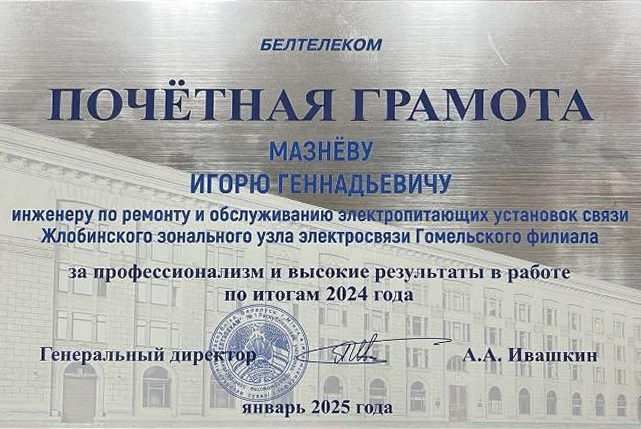 БЕЛТЕЛЕКОМ
ПОЧЁТНАЯ ГРАМОТА
МАЗНЁВУ
ИГОРЮ ГЕННАДЬЕВИЧУ
инженеру по ремонту и обслуживанию электропитающих установок связи
Жлобинского зонального узла электросвязи Гомельского филиала
за профессионализм и высокие результаты в работе
по итогам 2024 года
Генеральный директор А.А. Ивашкин
январь 2025 года